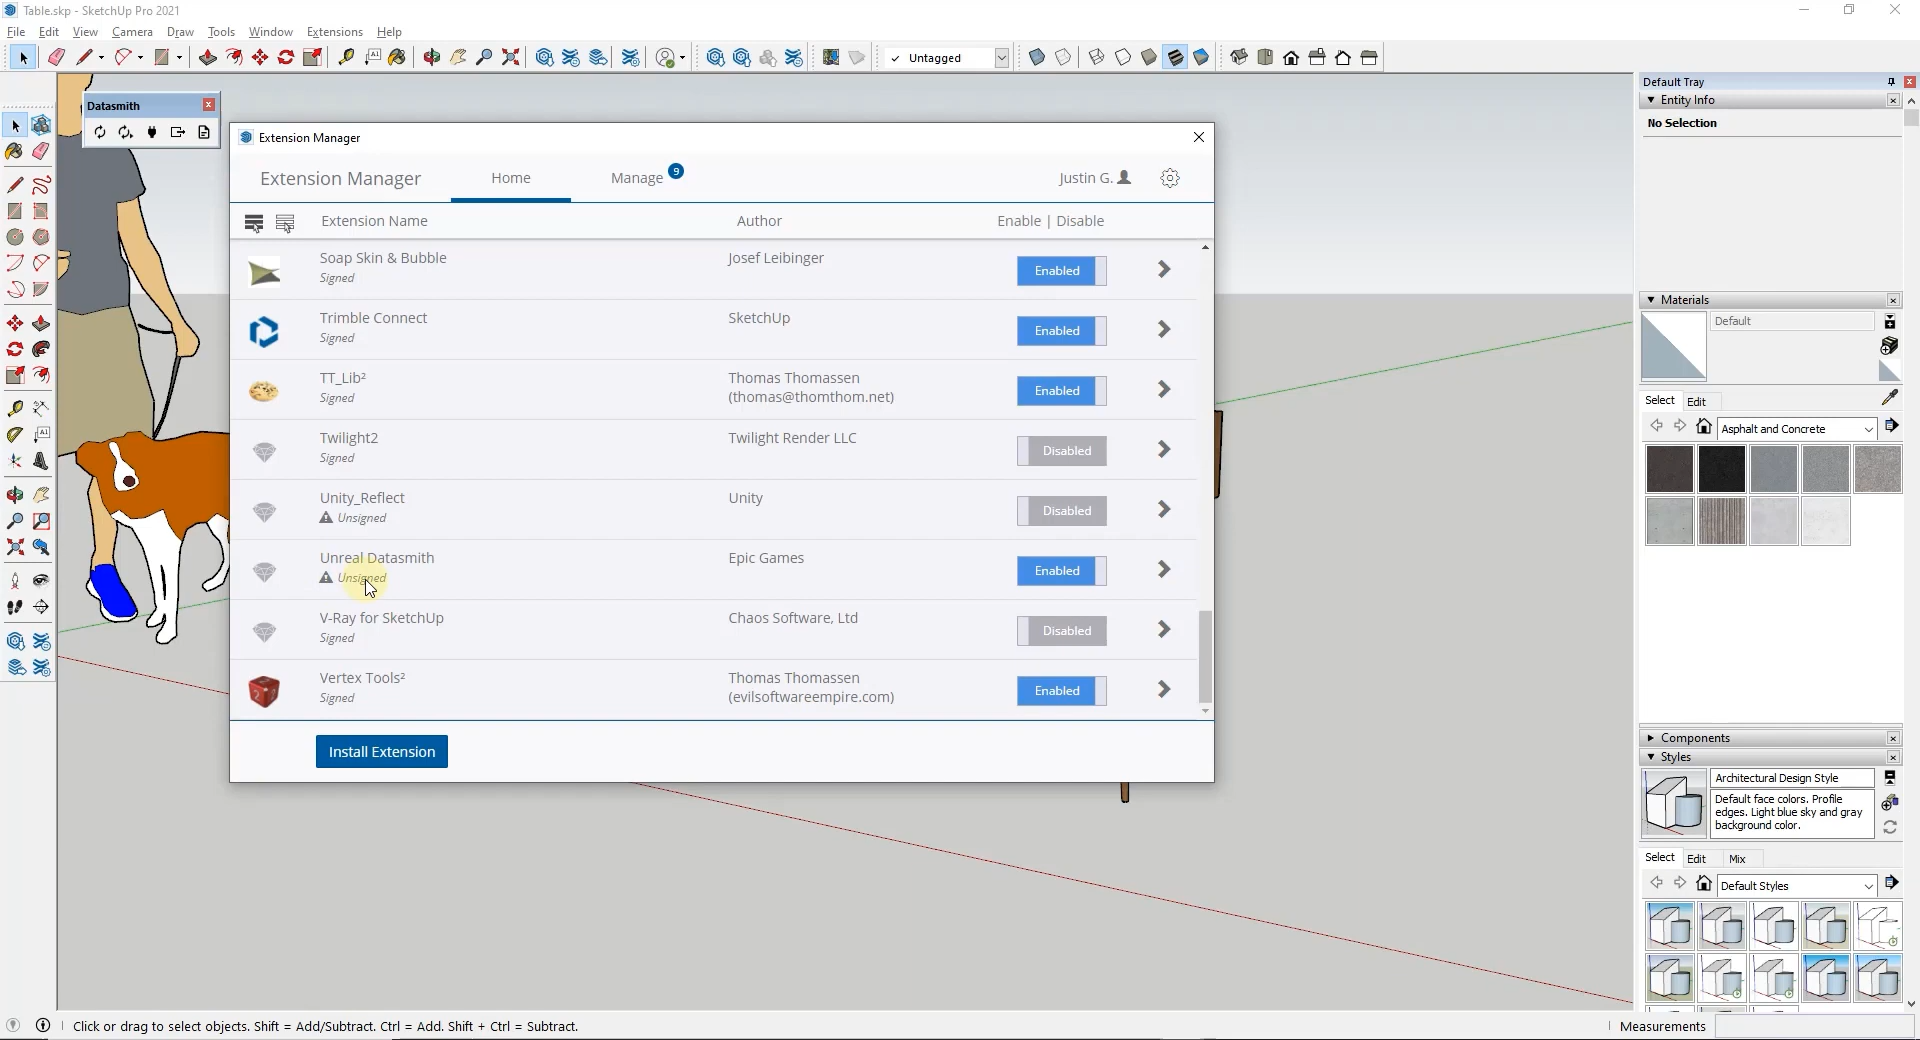 Table.skp - SketchUp Pro 2021
File Edit View Camera Draw Tools Window Extensions Help
Untagged
Datasmith
Extension Manager
Extension Manager Home Manage 9 Justin G.
Extension Name Author Enable | Disable
Soap Skin & Bubble Josef Leibinger Enabled
Signed
Trimble Connect SketchUp Enabled
Signed
TT_Lib² Thomas Thomassen Enabled
Signed (thomas@thomthom.net)
Twilight2 Twilight Render LLC Disabled
Signed
Unity_Reflect Unity Disabled
Unsigned
Unreal Datasmith Epic Games Enabled
Unsigned
V-Ray for SketchUp Chaos Software, Ltd Disabled
Signed
Vertex Tools² Thomas Thomassen Enabled
Signed (evilsoftwareempire.com)
Install Extension
Default Tray
Entity Info
No Selection
Materials
Default
Select Edit
Asphalt and Concrete
Components
Styles
Architectural Design Style
Default face colors. Profile
edges. Light blue sky and gray
background color.
Select Edit Mix
Default Styles
Click or drag to select objects. Shift = Add/Subtract. Ctrl = Add. Shift + Ctrl = Subtract.
Measurements